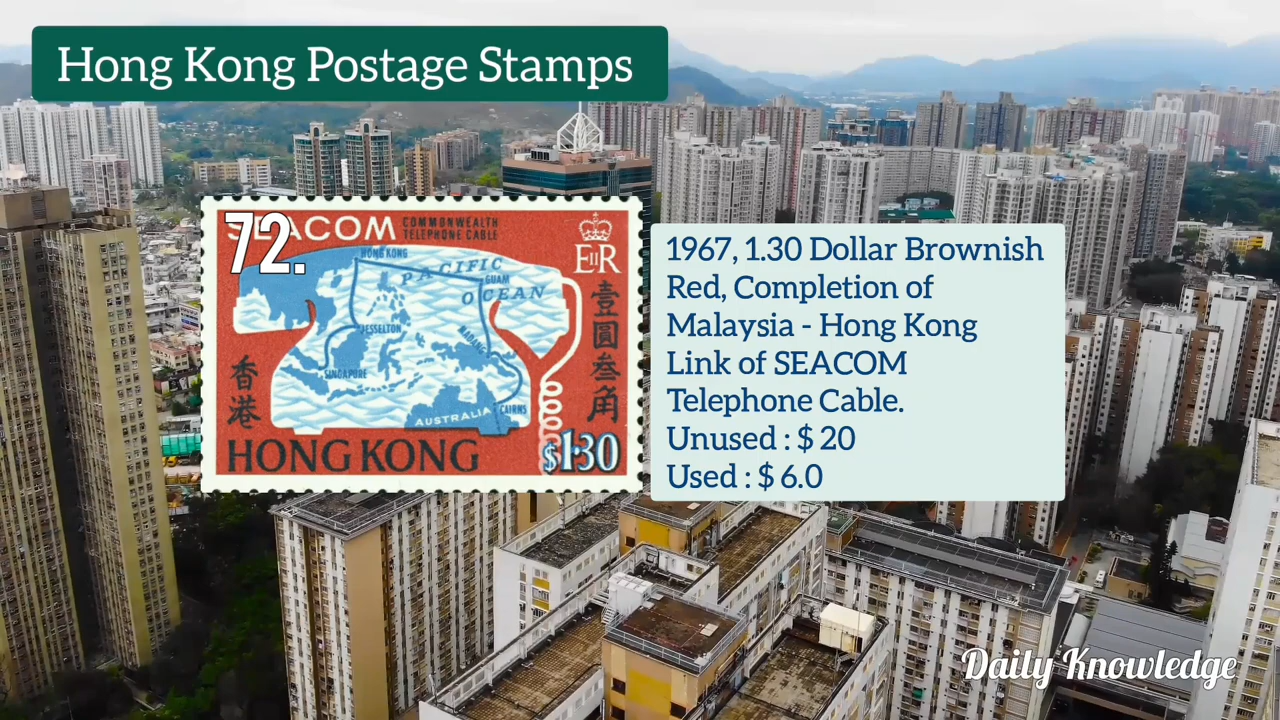 Hong Kong Postage Stamps
72.
SEACOM COMMONWEALTH
TELEPHONE CABLE
EIIR
HONG KONG
PACIFIC
GUAM
OCEAN
JESSELTON
MADANG
SINGAPORE
AUSTRALIA
CAIRNS
香港
壹圓叁角
HONG KONG
$1·30
1967, 1.30 Dollar Brownish
Red, Completion of
Malaysia - Hong Kong
Link of SEACOM
Telephone Cable.
Unused : $ 20
Used : $ 6.0
Daily Knowledge